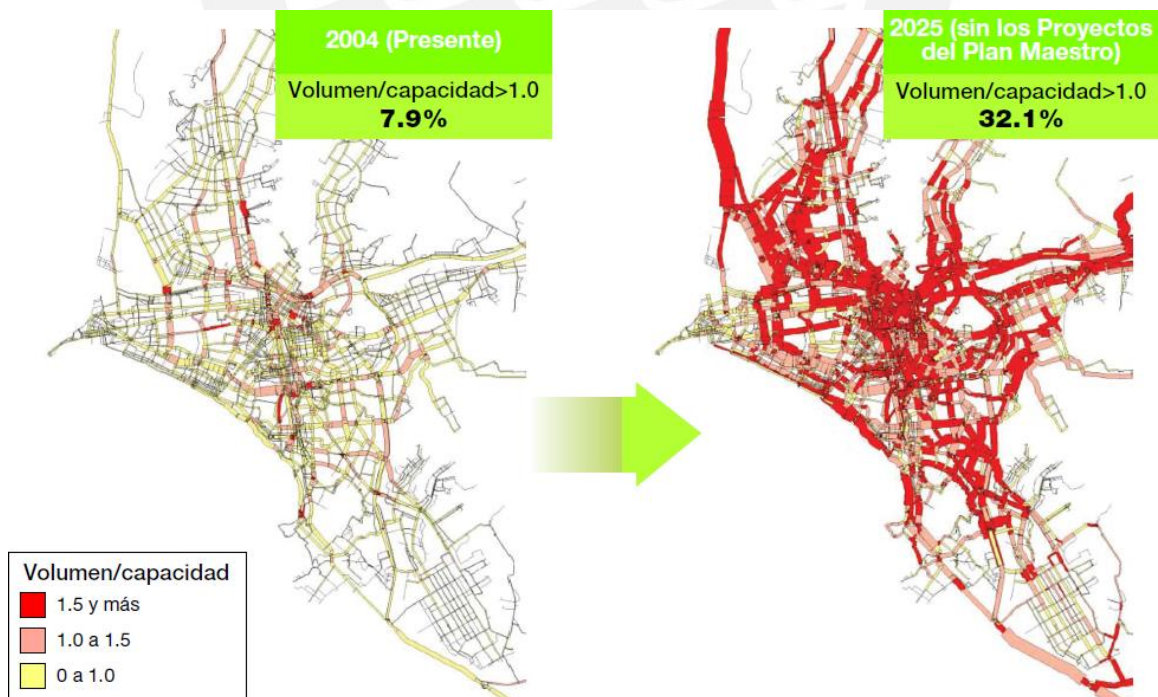 2004 (Presente)
Volumen/capacidad>1.0
7.9%
2025 (sin los Proyectos
del Plan Maestro)
Volumen/capacidad>1.0
32.1%
Volumen/capacidad
1.5 y más
1.0 a 1.5
0 a 1.0